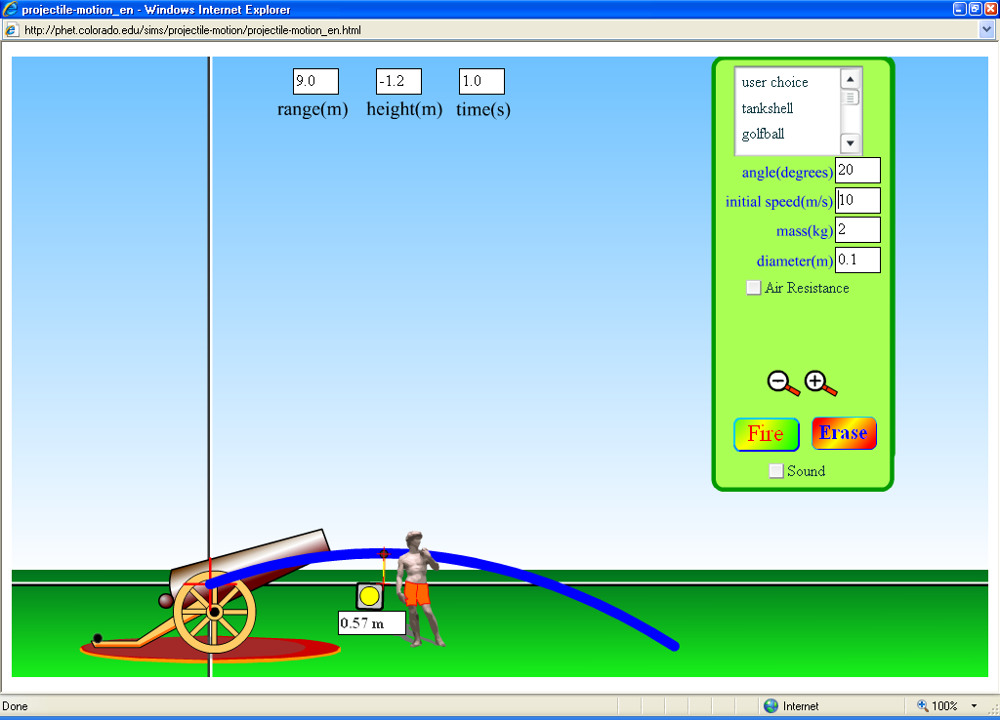 projectile-motion_en - Windows Internet Explorer
http://phet.colorado.edu/sims/projectile-motion/projectile-motion_en.html
9.0 -1.2 1.0
range(m) height(m) time(s)
user choice
tankshell
golfball
angle(degrees) 20
initial speed(m/s) 10
mass(kg) 2
diameter(m) 0.1
Air Resistance
Fire Erase
Sound
0.57 m
Done Internet 100%